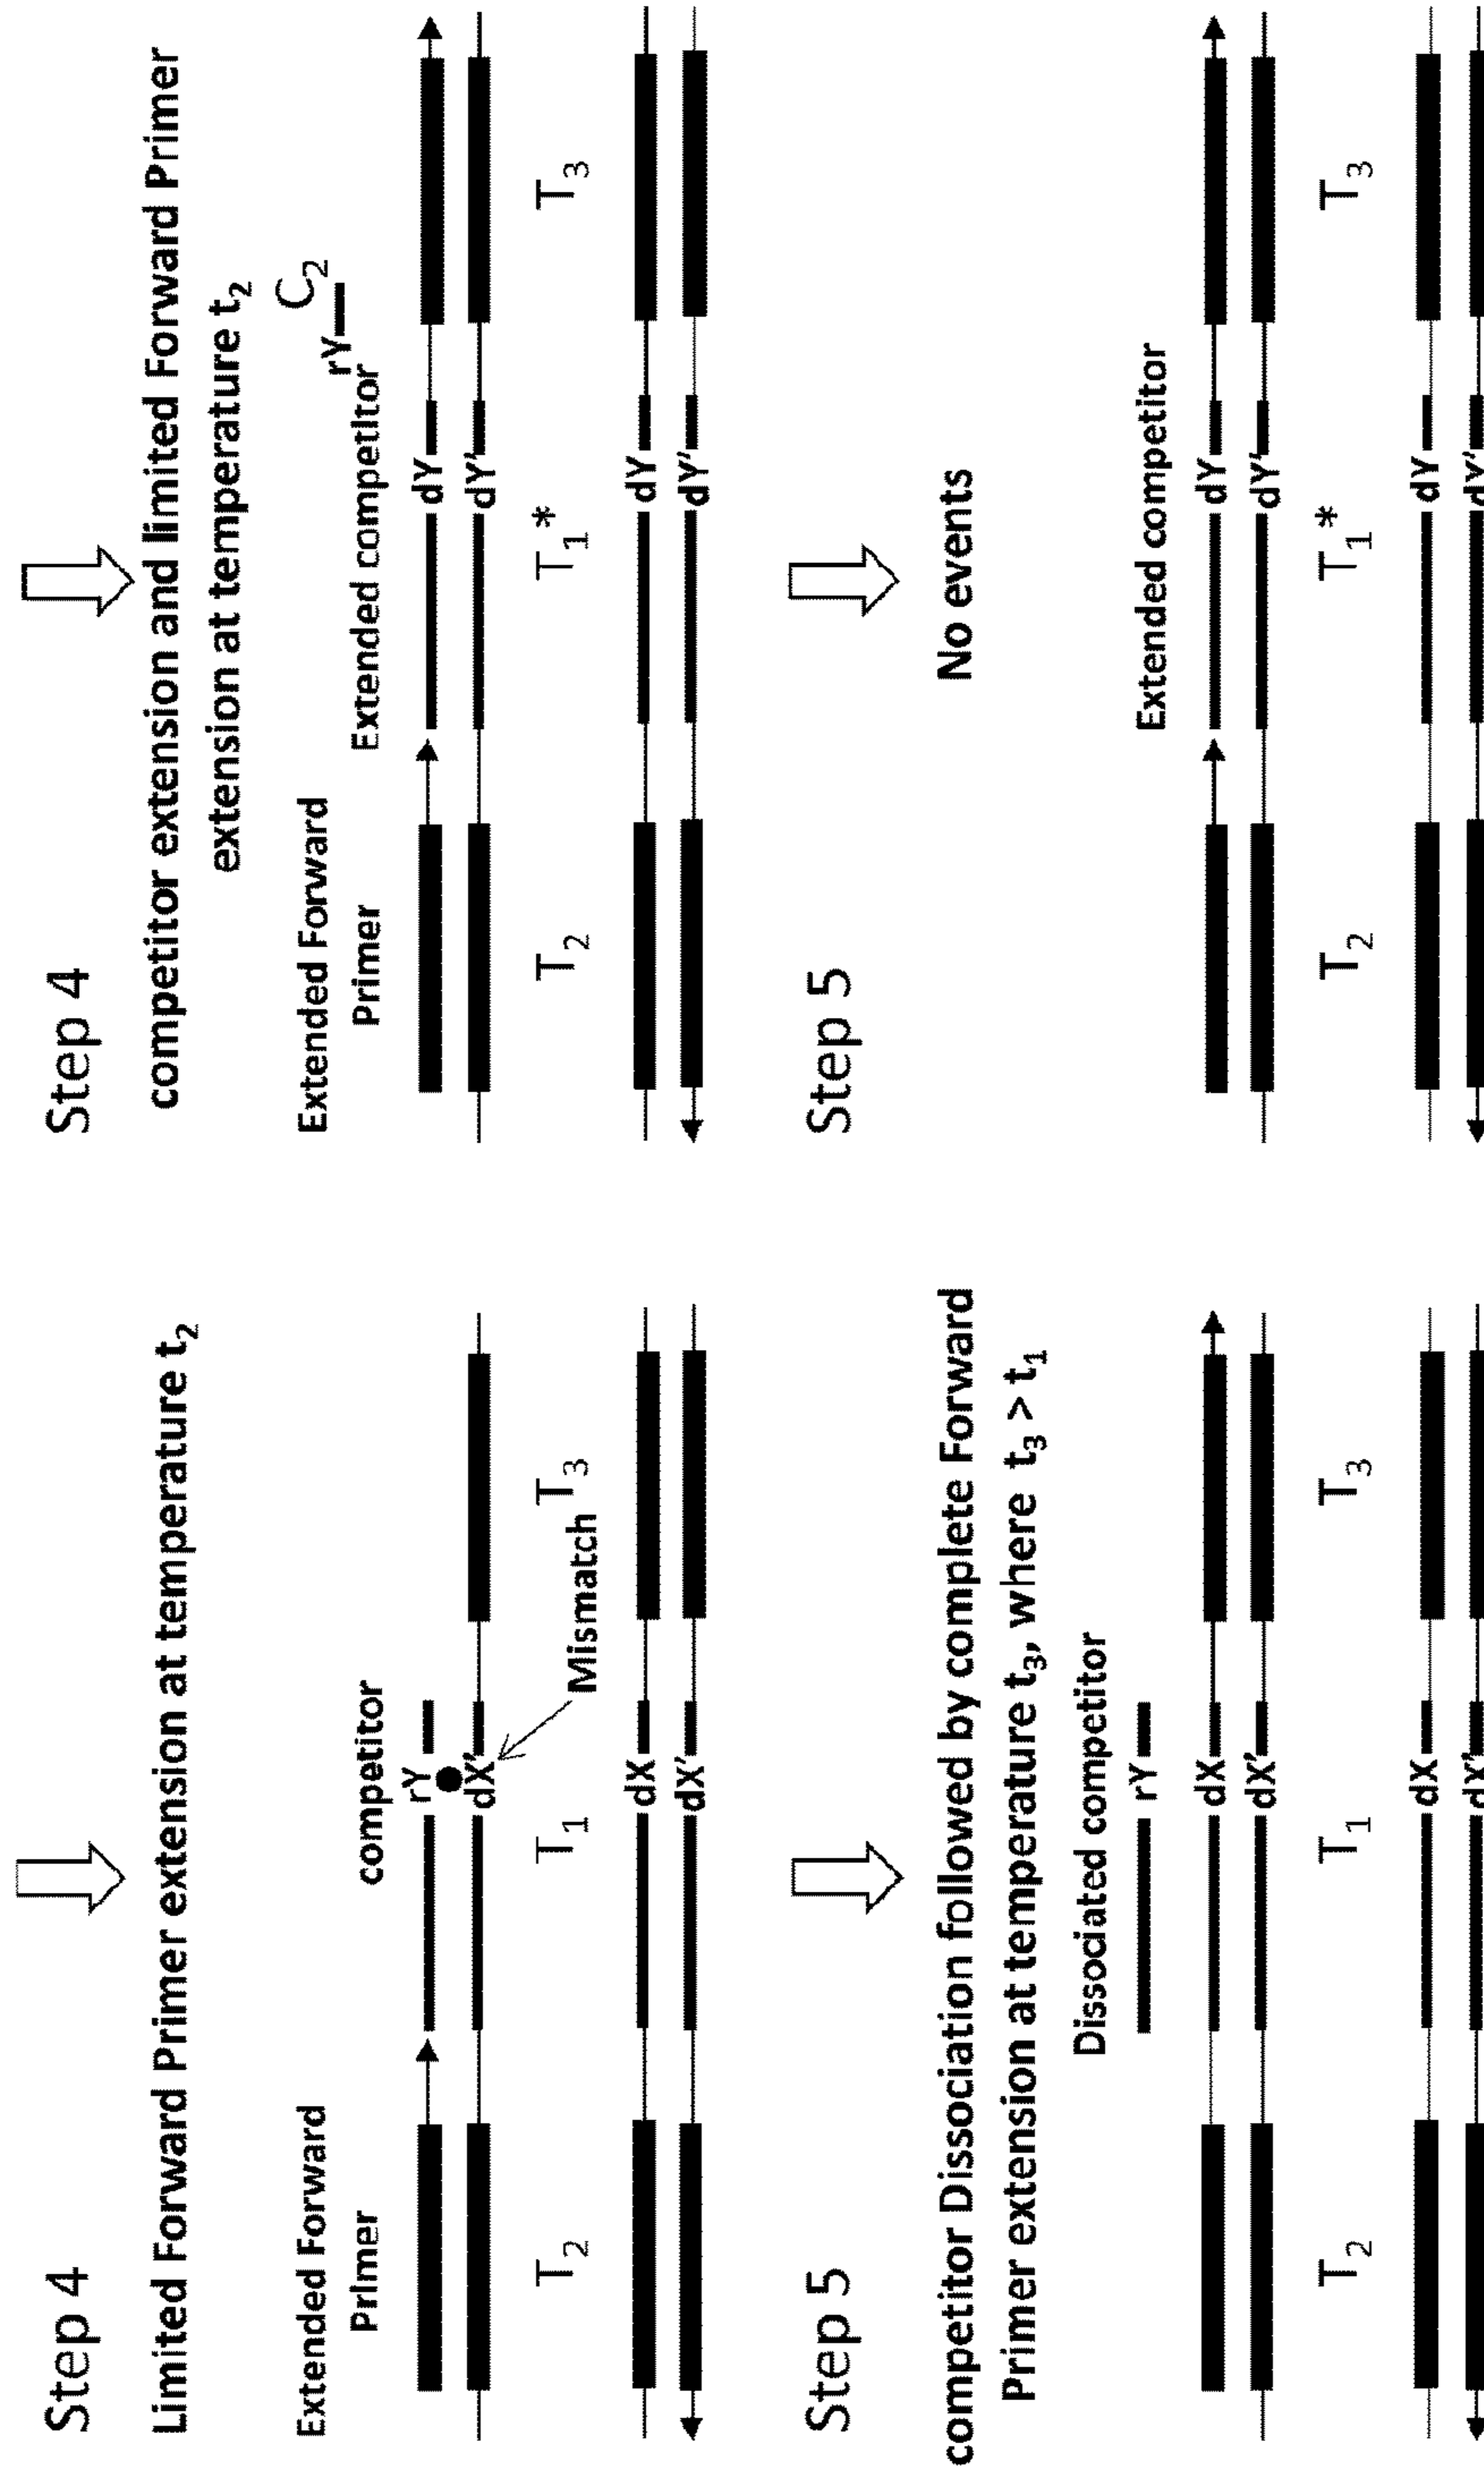 Step 4
Limited Forward Primer extension at temperature t₂
Extended Forward
Primer
competitor
rY
dX'
T₂
T₁
T₃
Mismatch
dX
dX'
Step 5
competitor Dissociation followed by complete Forward
Primer extension at temperature t₃, where t₃ > t₁
Dissociated competitor
rY
dX
dX'
T₂
T₁
T₃
dX
dX'
Step 4
competitor extension and limited Forward Primer
extension at temperature t₂
Extended Forward
Primer
rY C₂
Extended competitor
dY
dY'
T₂
T₁*
T₃
dY
dY'
Step 5
No events
Extended competitor
dY
dY'
T₂
T₁*
T₃
dY
dY'